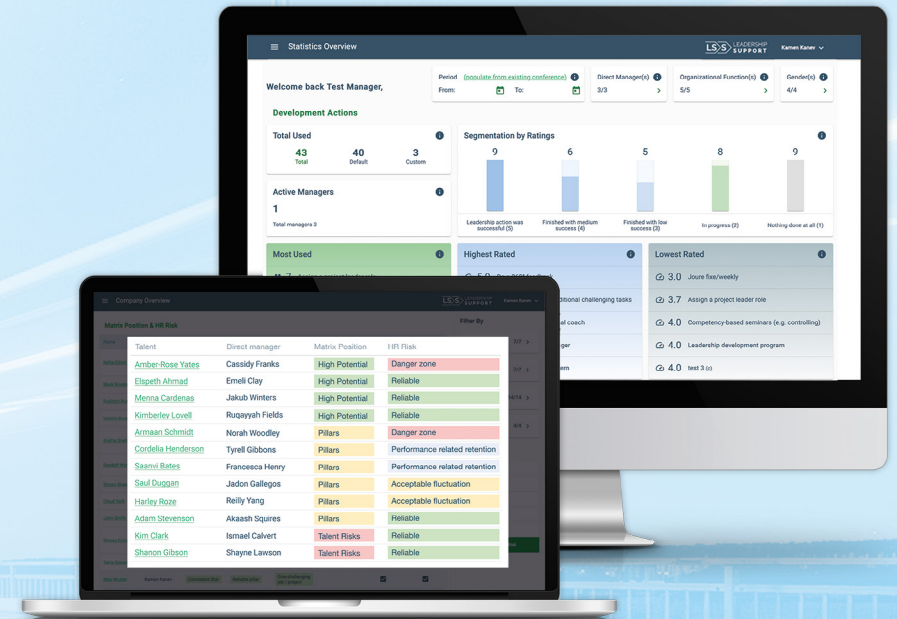 Statistics Overview
LS S LEADERSHIP SUPPORT
Kamen Kanev
Welcome back Test Manager,
Period (populate from existing conference)
From: To:
Direct Manager(s)
3/3
Organizational Function(s)
5/5
Gender(s)
4/4
Development Actions
Total Used
43 40 3
Total Default Custom
Active Managers
1
Total managers 3
Segmentation by Ratings
9 6 5 8 9
Leadership action was successful (5)
Finished with medium success (4)
Finished with low success (3)
In progress (2)
Nothing done at all (1)
Most Used
Highest Rated
ditional challenging tasks
al coach
Lowest Rated
3.0 Joure fixe/weekly
3.7 Assign a project leader role
4.0 Competency-based seminars (e.g. controlling)
4.0 Leadership development program
4.0 test 3 (c)
Company Overview
LS S LEADERSHIP SUPPORT
Kamen Kanev
Matrix Position & HR Risk
Filter By:
Talent Direct manager Matrix Position HR Risk
Amber-Rose Yates Cassidy Franks High Potential Danger zone
Elspeth Ahmad Emeli Clay High Potential Reliable
Menna Cardenas Jakub Winters High Potential Reliable
Kimberley Lovell Ruqayyah Fields High Potential Reliable
Armaan Schmidt Norah Woodley Pillars Danger zone
Cordelia Henderson Tyrell Gibbons Pillars Performance related retention
Saanvi Bates Francesca Henry Pillars Performance related retention
Saul Duggan Jadon Gallegos Pillars Acceptable fluctuation
Harley Roze Reilly Yang Pillars Acceptable fluctuation
Adam Stevenson Akaash Squires Pillars Reliable
Kim Clark Ismael Calvert Talent Risks Reliable
Shanon Gibson Shayne Lawson Talent Risks Reliable
Kamen Kanev